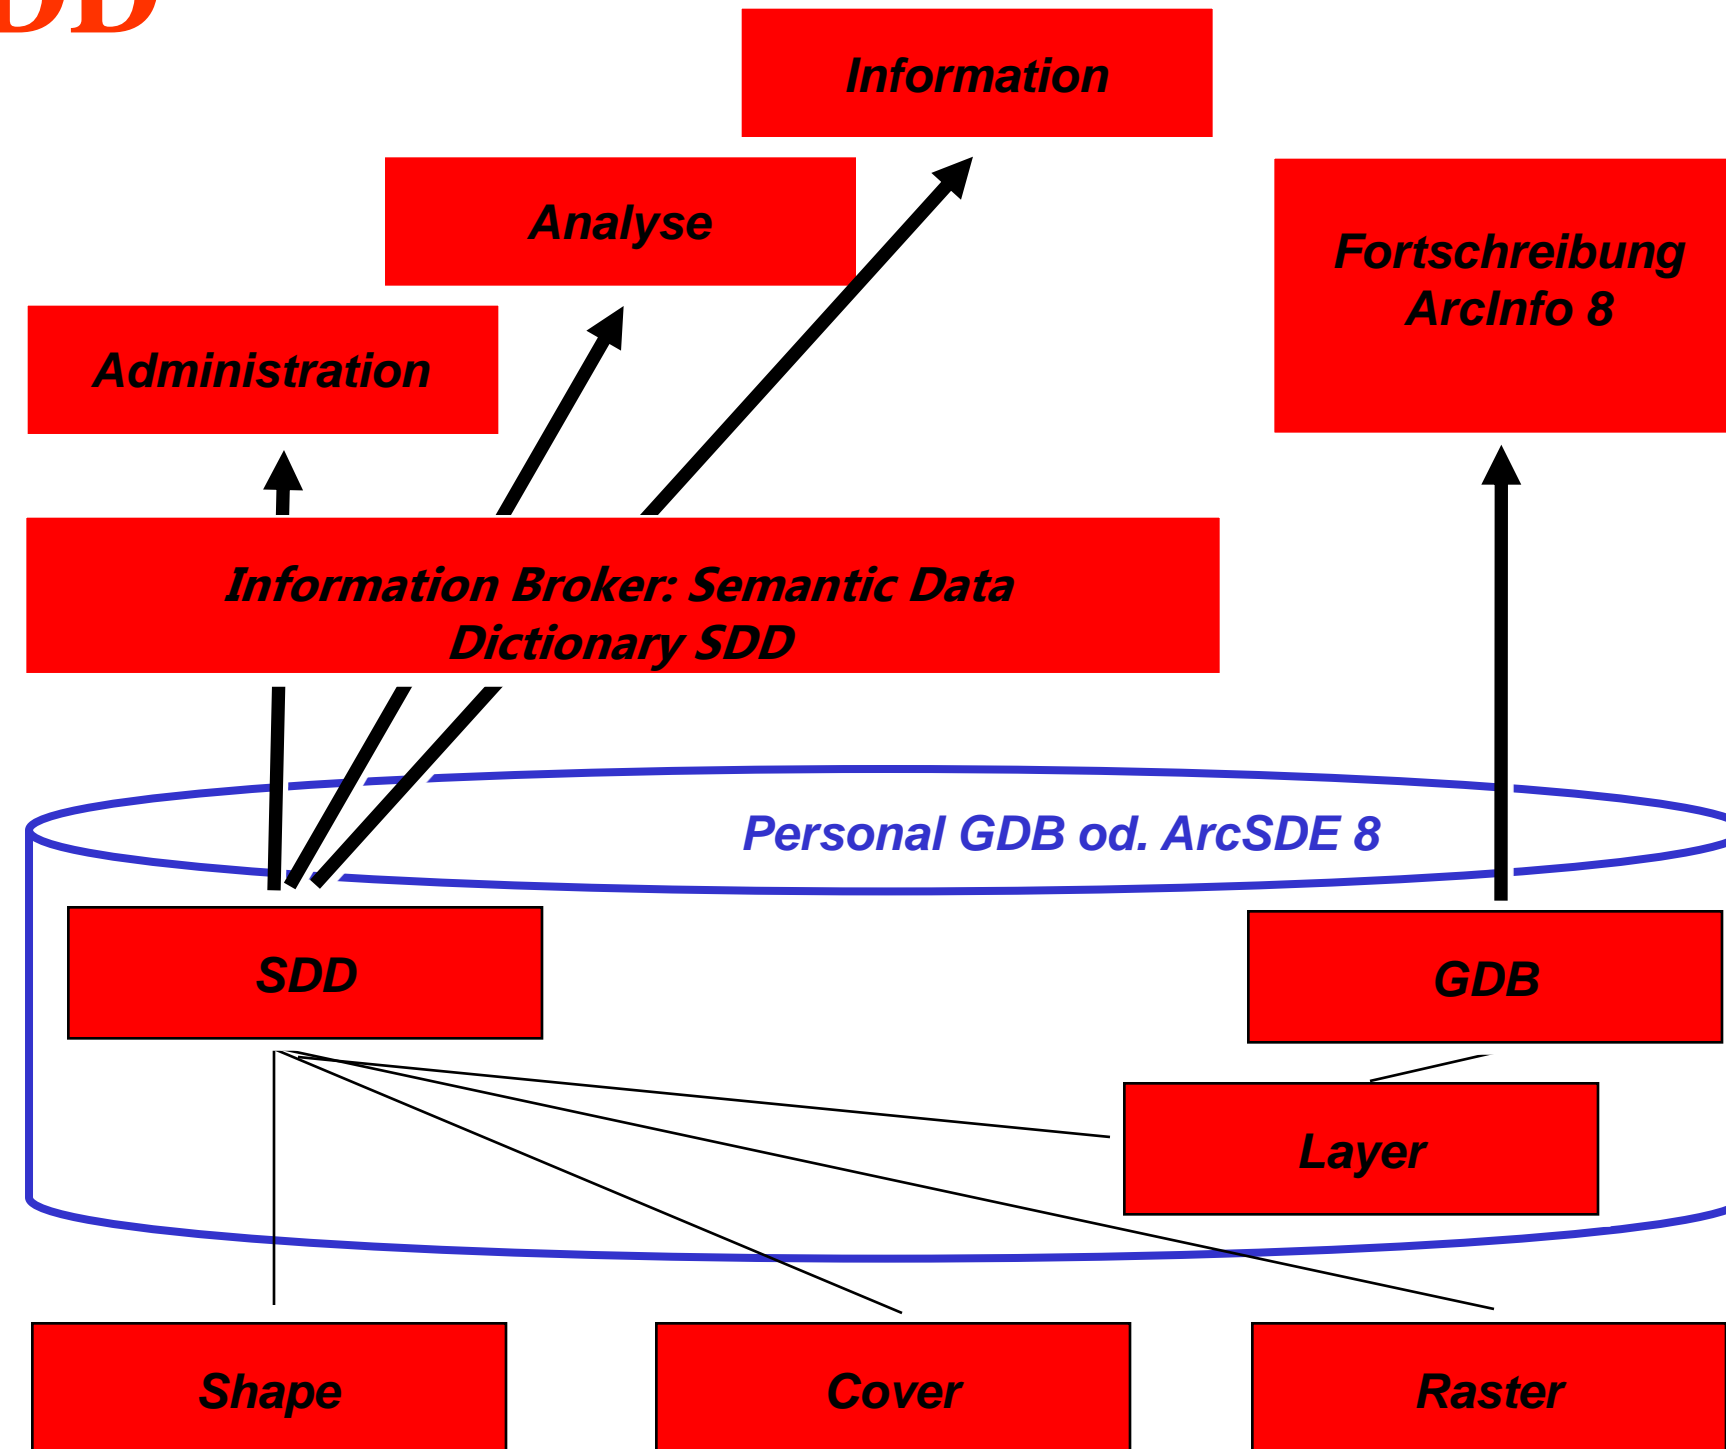 Information
Analyse
Fortschreibung
ArcInfo 8
Administration
Information Broker: Semantic Data
Dictionary SDD
Personal GDB od. ArcSDE 8
SDD
GDB
Layer
Shape
Cover
Raster